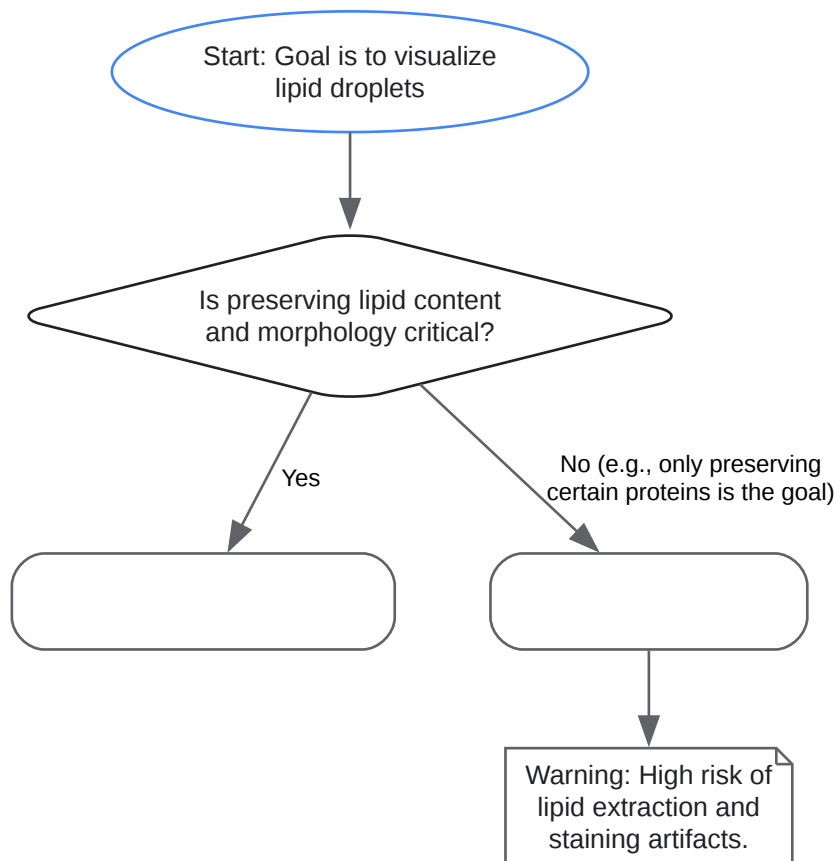 Start: Goal is to visualize
lipid droplets
Is preserving lipid content
and morphology critical?
Yes
No (e.g., only preserving
certain proteins is the goal)
Warning: High risk of
lipid extraction and
staining artifacts.